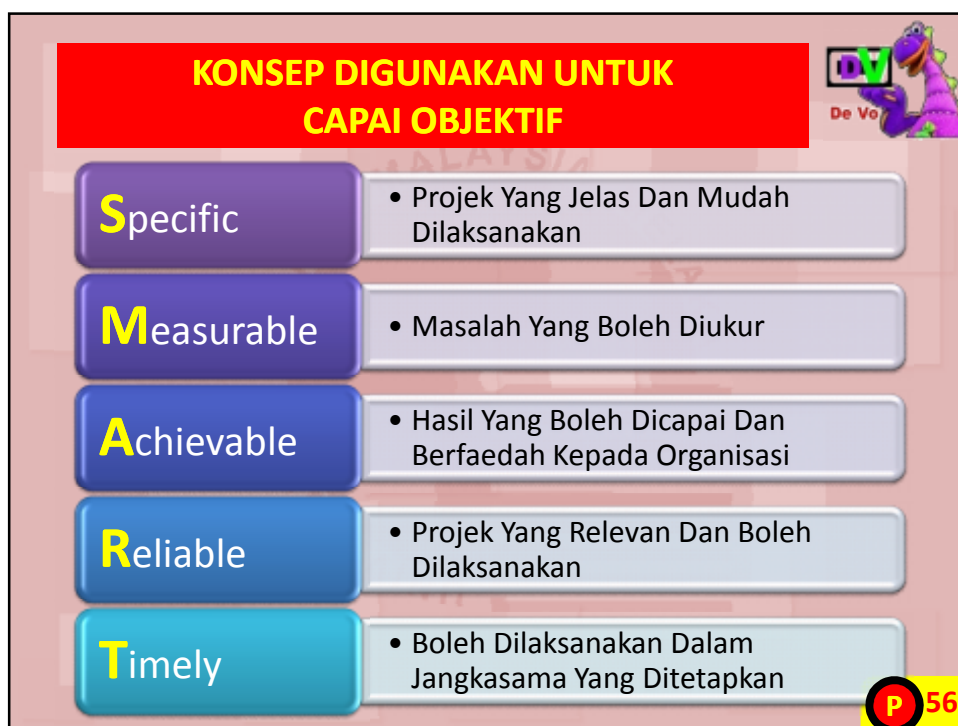 KONSEP DIGUNAKAN UNTUK
CAPAI OBJEKTIF
DV
De Vo
MALAYSIA
Specific
• Projek Yang Jelas Dan Mudah
Dilaksanakan
Measurable
• Masalah Yang Boleh Diukur
Achievable
• Hasil Yang Boleh Dicapai Dan
Berfaedah Kepada Organisasi
Reliable
• Projek Yang Relevan Dan Boleh
Dilaksanakan
Timely
• Boleh Dilaksanakan Dalam
Jangkasama Yang Ditetapkan
P 56